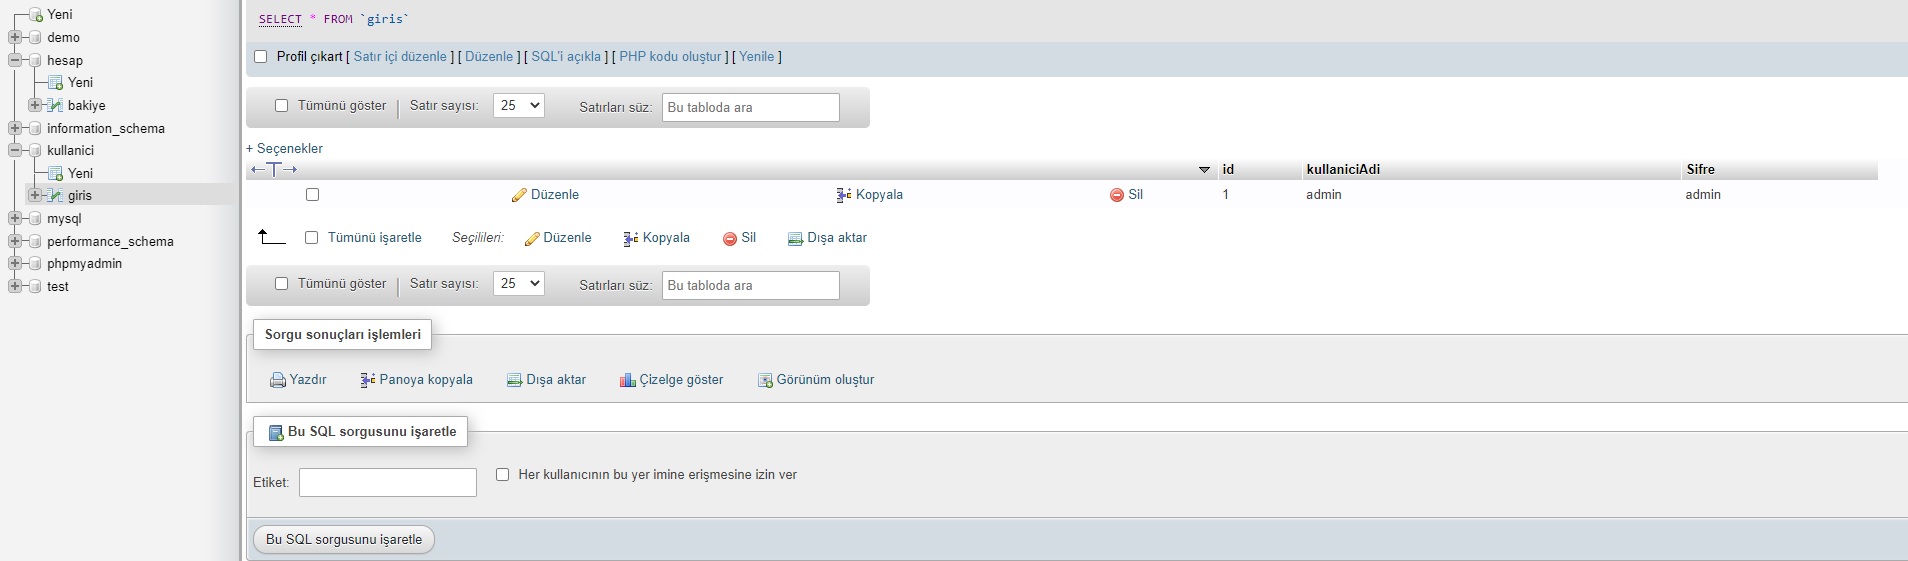 Yeni
demo
hesap
Yeni
bakiye
information_schema
kullanici
Yeni
giris
mysql
performance_schema
phpmyadmin
test
SELECT * FROM `giris`
Profil çıkart [ Satır içi düzenle ] [ Düzenle ] [ SQL'i açıkla ] [ PHP kodu oluştur ] [ Yenile ]
Tümünü göster | Satır sayısı: 25 Satırları süz: Bu tabloda ara
+ Seçenekler
←T→ id kullaniciAdi Sifre
Düzenle Kopyala Sil 1 admin admin
Tümünü işaretle Seçilileri: Düzenle Kopyala Sil Dışa aktar
Tümünü göster | Satır sayısı: 25 Satırları süz: Bu tabloda ara
Sorgu sonuçları işlemleri
Yazdır Panoya kopyala Dışa aktar Çizelge göster Görünüm oluştur
Bu SQL sorgusunu işaretle
Etiket: Her kullanıcının bu yer imine erişmesine izin ver
Bu SQL sorgusunu işaretle